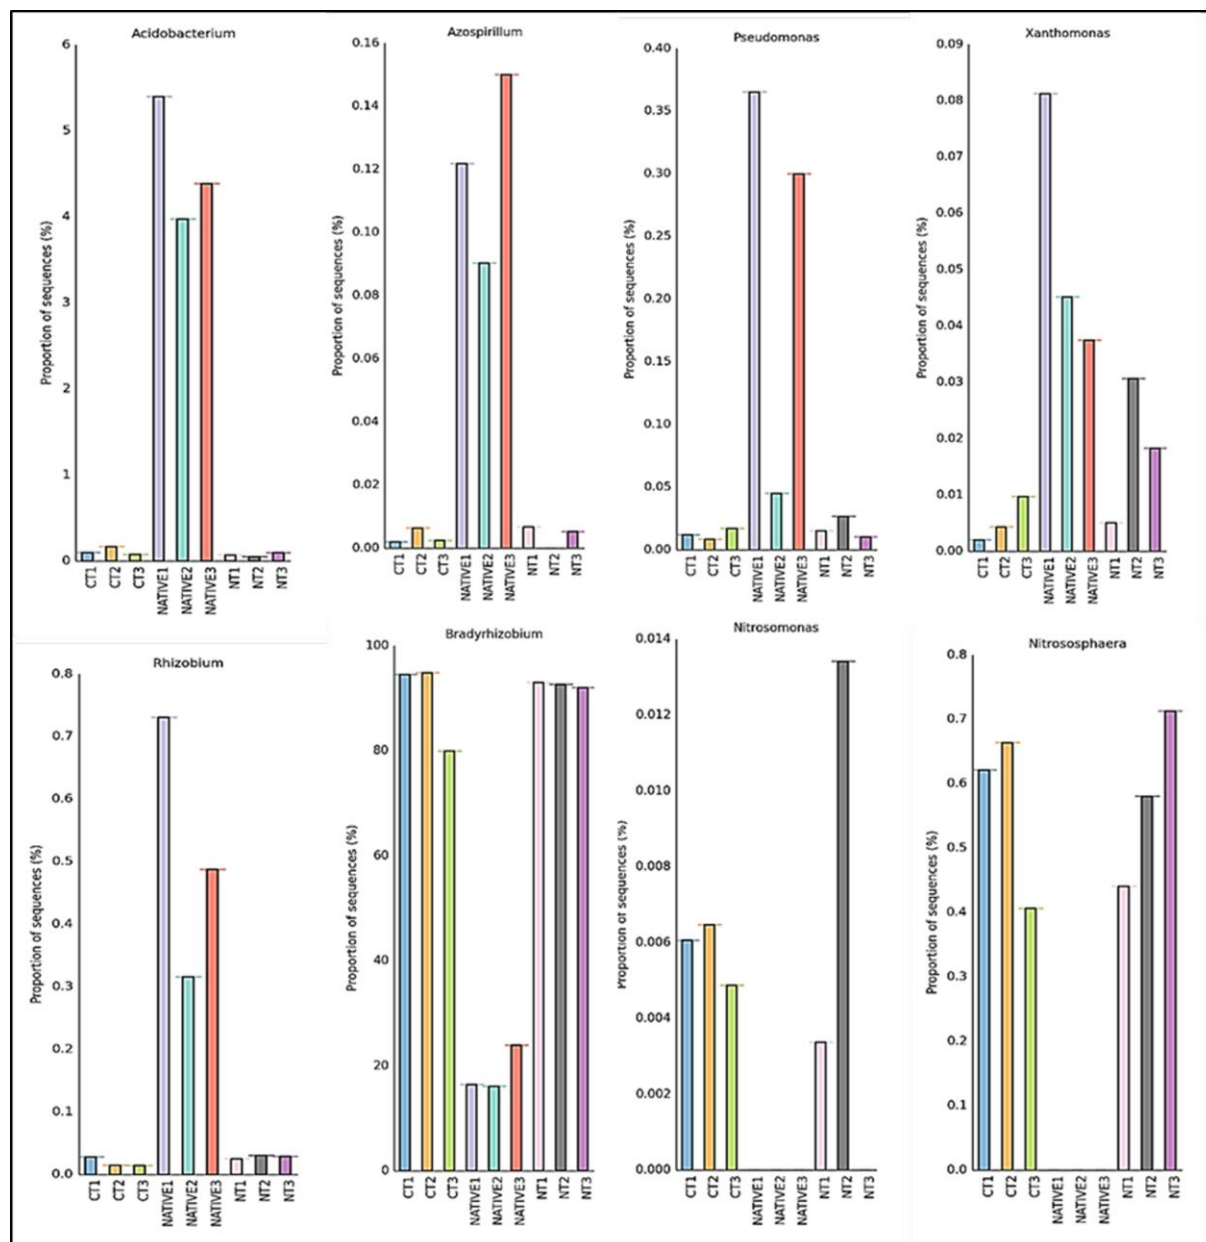 Acidobacterium
Proportion of sequences (%)
6
5
4
3
2
1
0
CT1
CT2
CT3
NATIVE1
NATIVE2
NATIVE3
NT1
NT2
NT3
Azospirillum
Proportion of sequences (%)
0.16
0.14
0.12
0.10
0.08
0.06
0.04
0.02
0.00
CT1
CT2
CT3
NATIVE1
NATIVE2
NATIVE3
NT1
NT2
NT3
Pseudomonas
Proportion of sequences (%)
0.40
0.35
0.30
0.25
0.20
0.15
0.10
0.05
0.00
CT1
CT2
CT3
NATIVE1
NATIVE2
NATIVE3
NT1
NT2
NT3
Xanthomonas
Proportion of sequences (%)
0.09
0.08
0.07
0.06
0.05
0.04
0.03
0.02
0.01
0.00
CT1
CT2
CT3
NATIVE1
NATIVE2
NATIVE3
NT1
NT2
NT3
Rhizobium
Proportion of sequences (%)
0.8
0.7
0.6
0.5
0.4
0.3
0.2
0.1
0.0
CT1
CT2
CT3
NATIVE1
NATIVE2
NATIVE3
NT1
NT2
NT3
Bradyrhizobium
Proportion of sequences (%)
100
80
60
40
20
0
CT1
CT2
CT3
NATIVE1
NATIVE2
NATIVE3
NT1
NT2
NT3
Nitrosomonas
Proportion of sequences (%)
0.014
0.012
0.010
0.008
0.006
0.004
0.002
0.000
CT1
CT2
CT3
NATIVE1
NATIVE2
NATIVE3
NT1
NT2
NT3
Nitrososphaera
Proportion of sequences (%)
0.8
0.7
0.6
0.5
0.4
0.3
0.2
0.1
0.0
CT1
CT2
CT3
NATIVE1
NATIVE2
NATIVE3
NT1
NT2
NT3